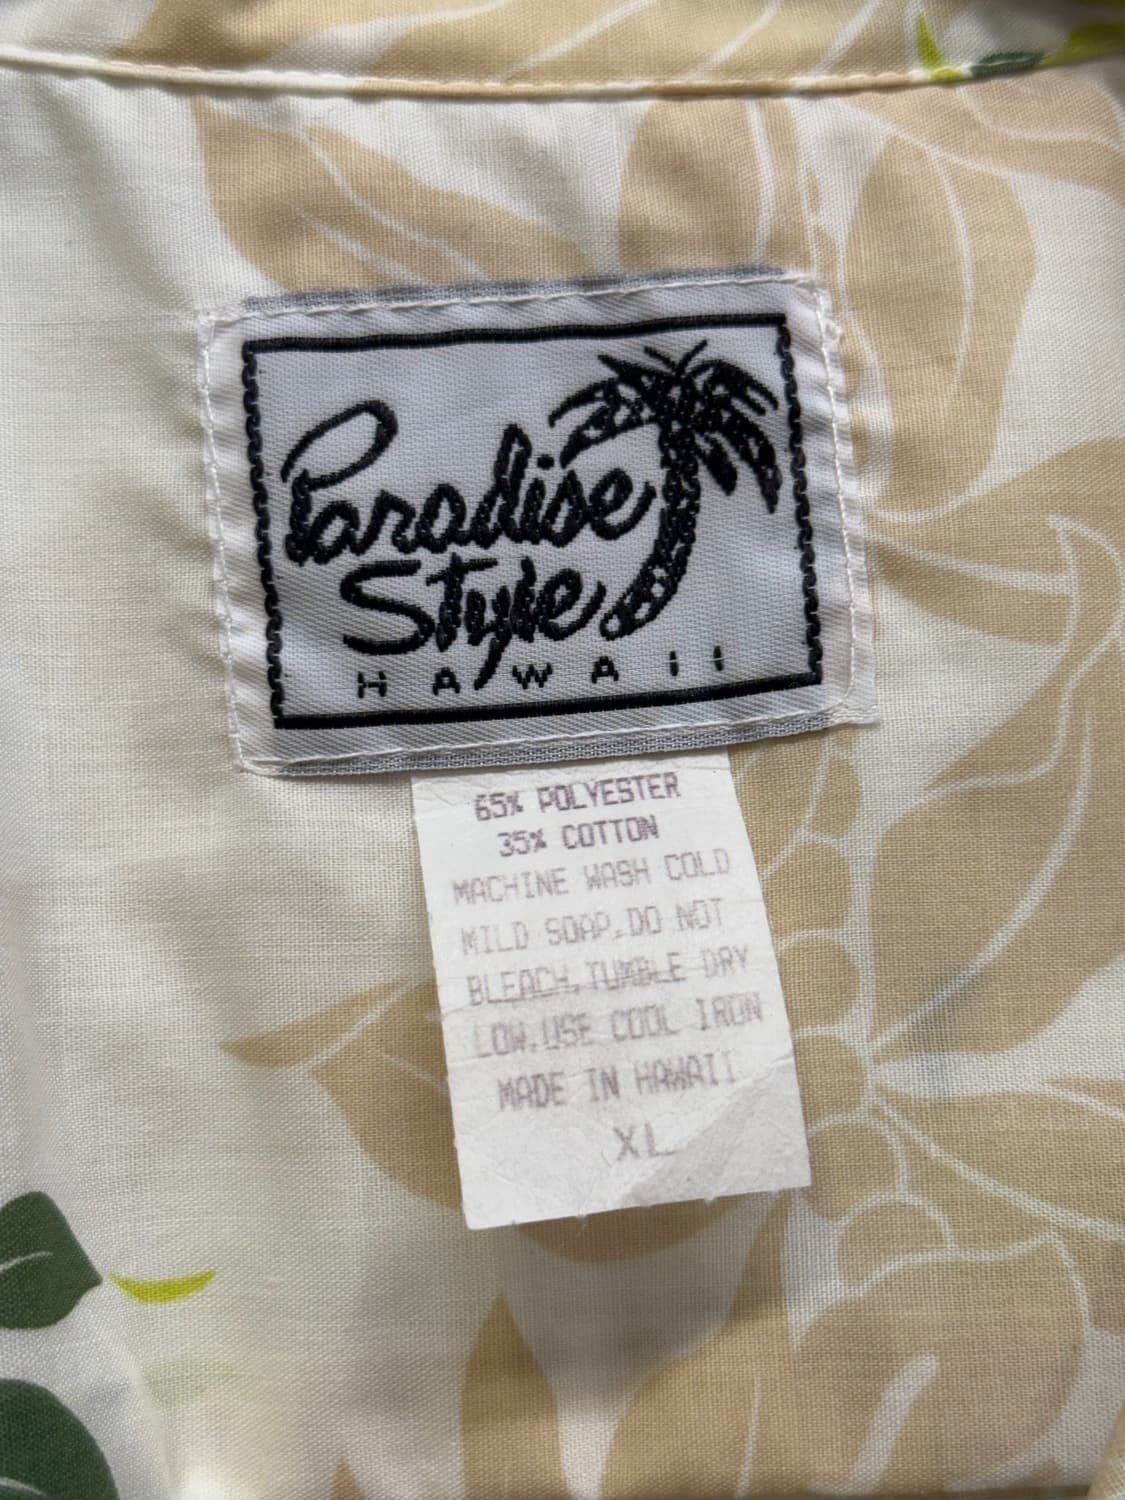 Paradise
Style
HAWAII
65% POLYESTER
35% COTTON
MACHINE WASH COLD
MILD SOAP.DO NOT
BLEACH.TUMBLE DRY
LOW.USE COOL IRON
MADE IN HAWAII
XL